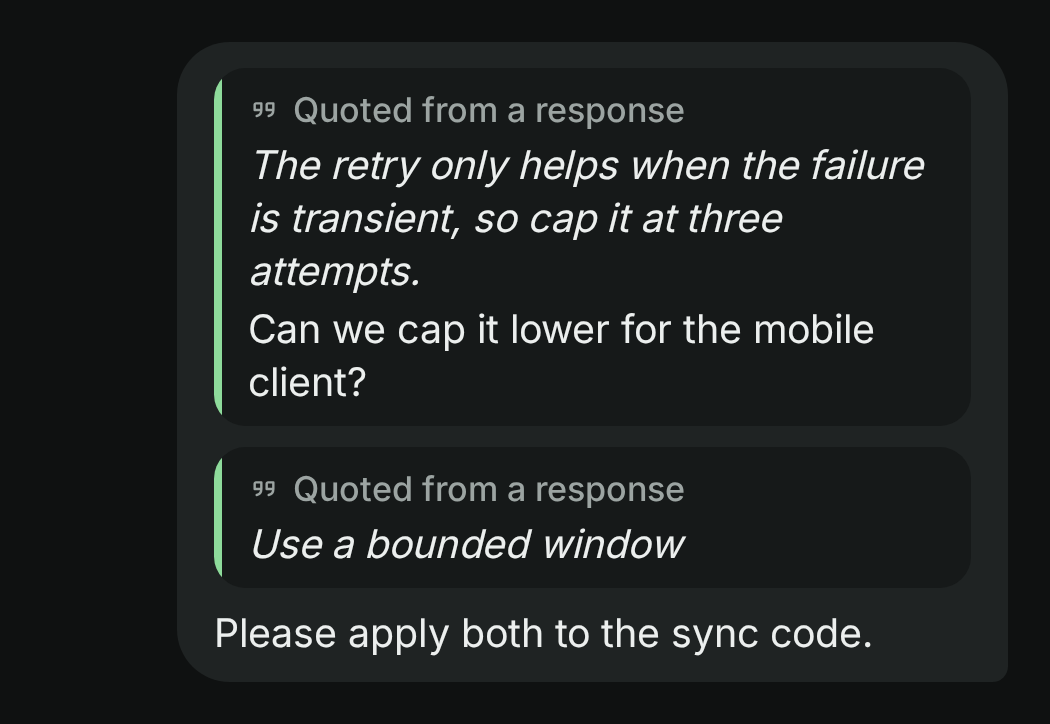 Quoted from a response
The retry only helps when the failure
is transient, so cap it at three
attempts.
Can we cap it lower for the mobile
client?
Quoted from a response
Use a bounded window
Please apply both to the sync code.